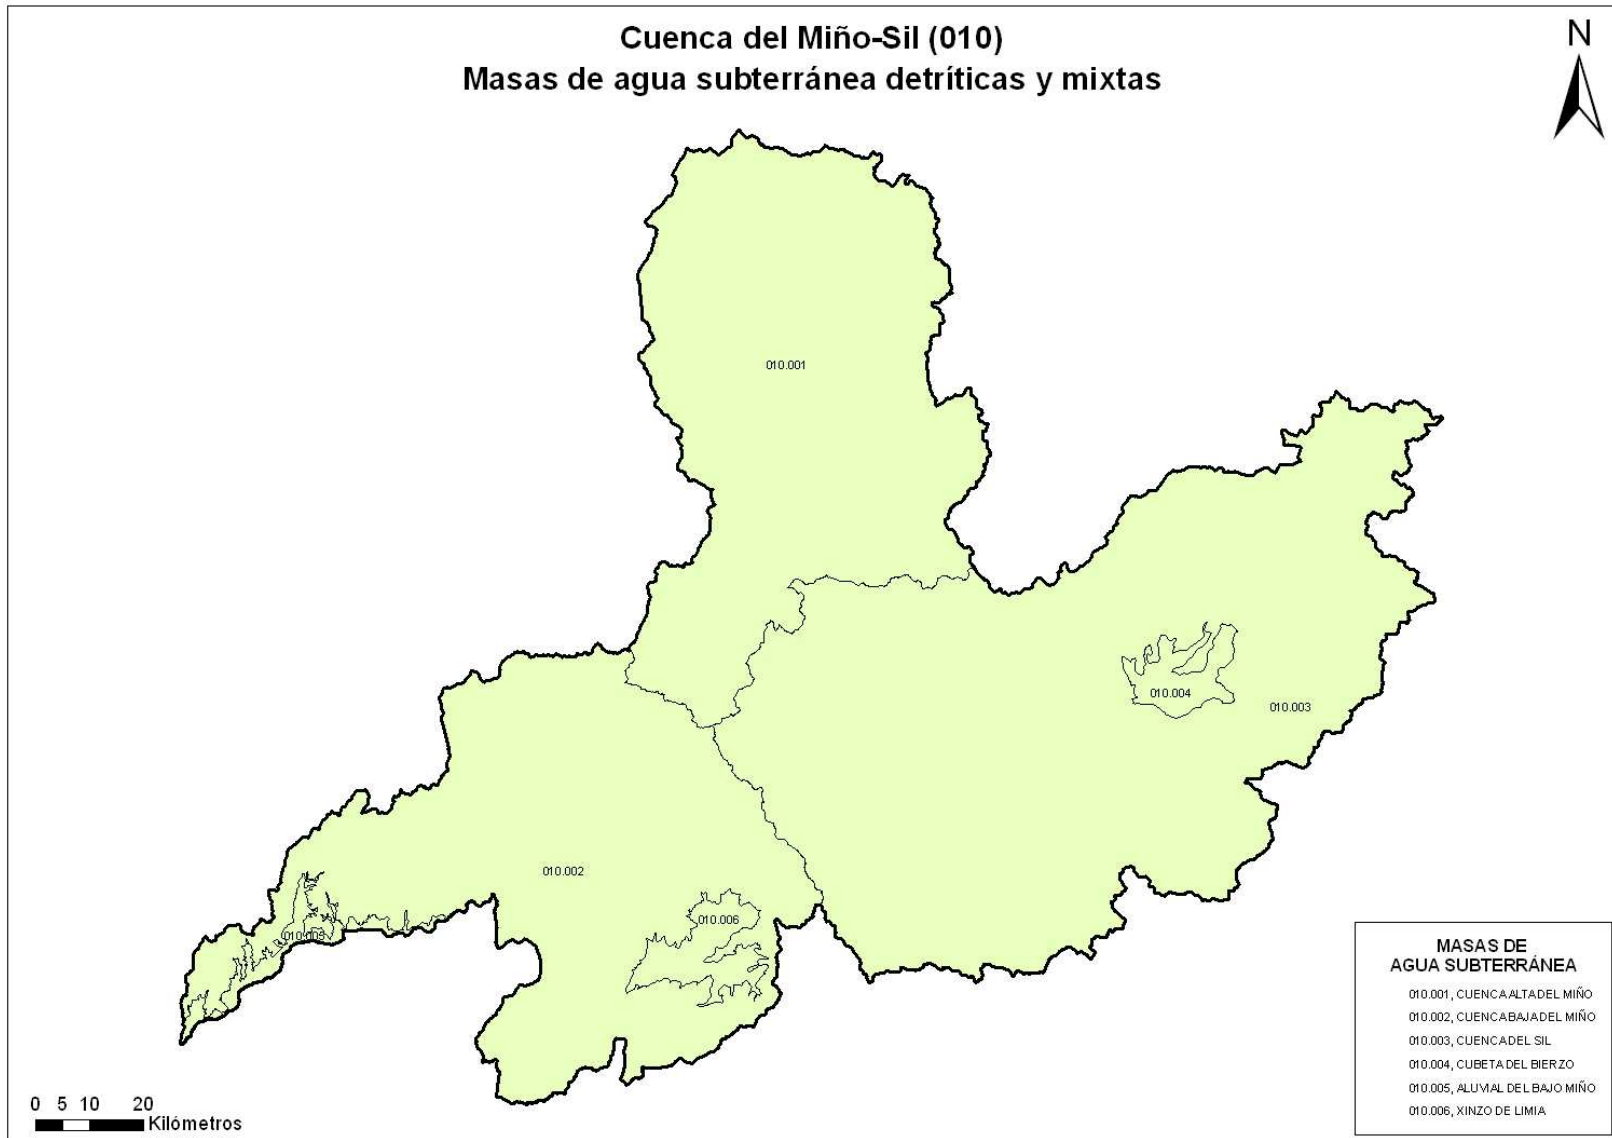 Cuenca del Miño-Sil (010)
Masas de agua subterránea detríticas y mixtas
N
010.001
010.004
010.003
010.002
010.006
010.005
MASAS DE
AGUA SUBTERRÁNEA
010.001, CUENCA ALTA DEL MIÑO
010.002, CUENCA BAJA DEL MIÑO
010.003, CUENCA DEL SIL
010.004, CUBETA DEL BIERZO
010.005, ALUVIAL DEL BAJO MIÑO
010.006, XINZO DE LIMIA
0 5 10 20
Kilómetros